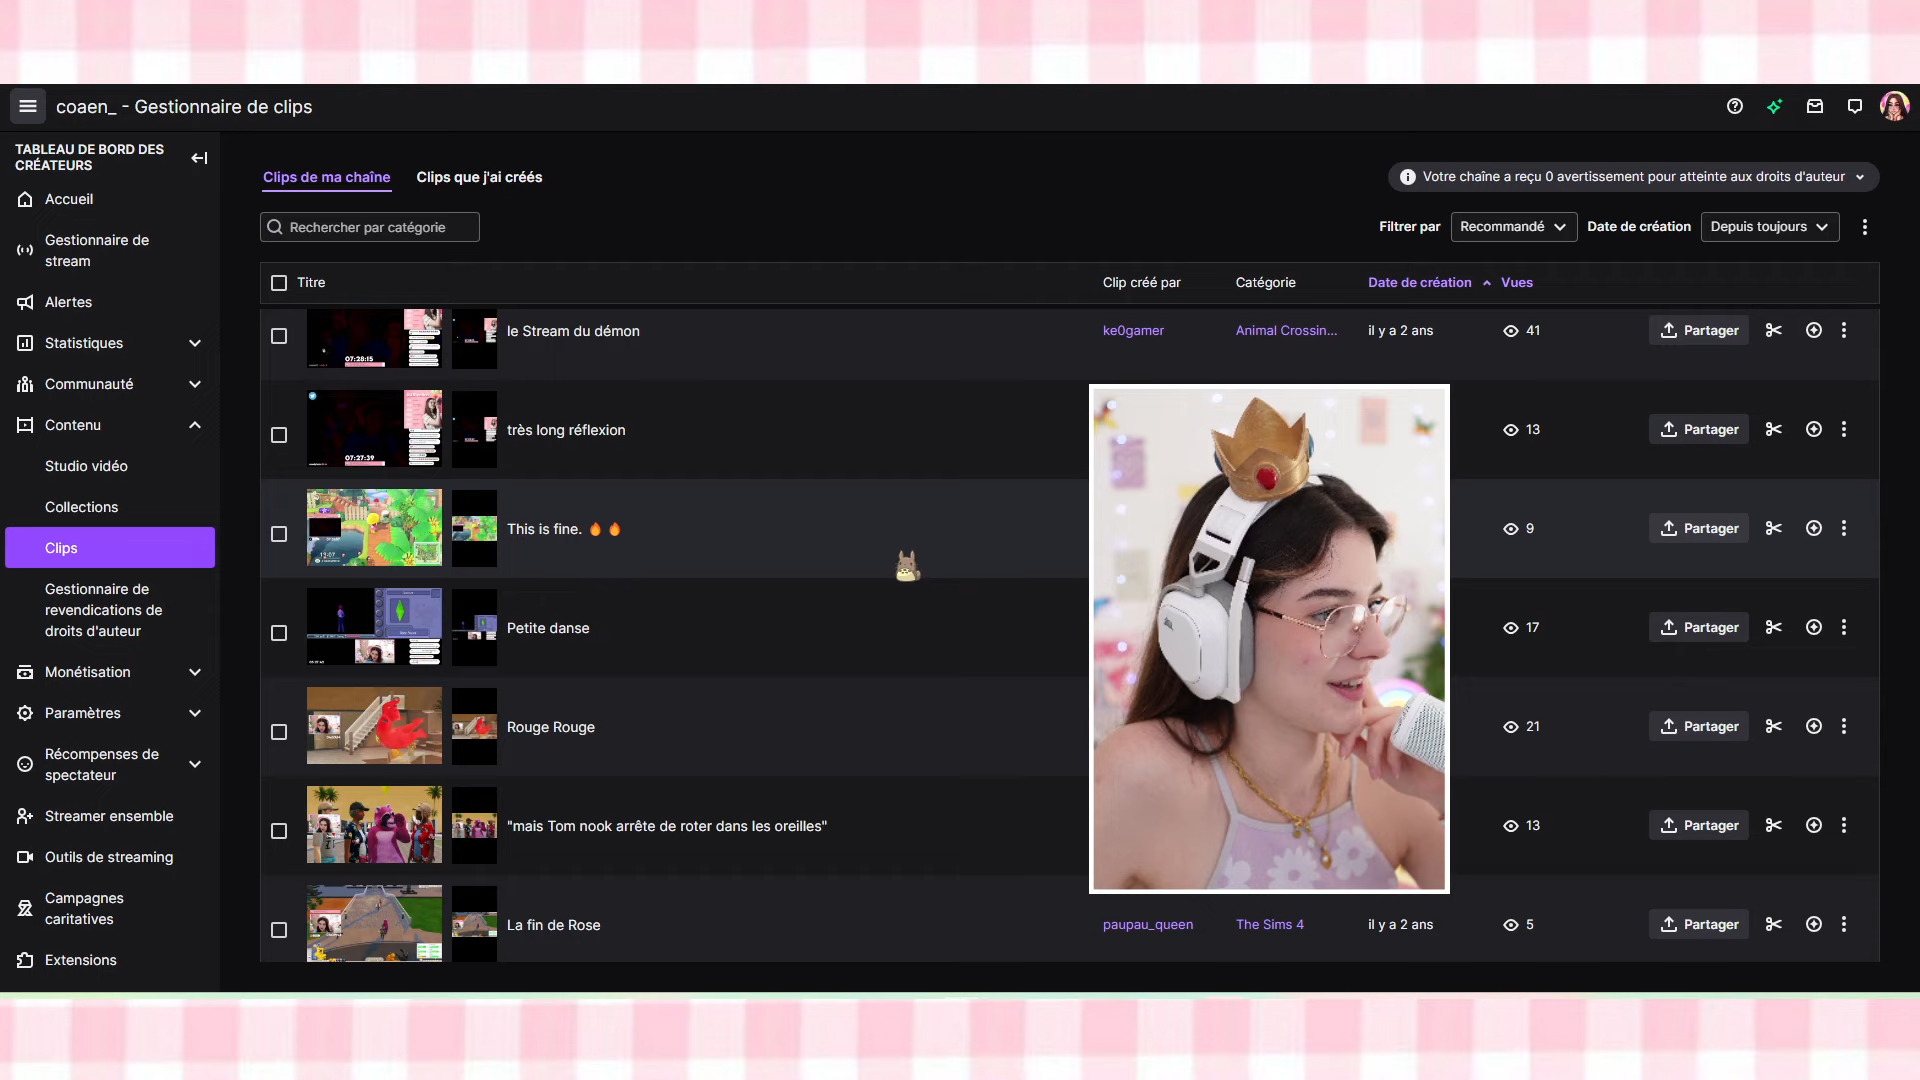 coaen_ - Gestionnaire de clips
TABLEAU DE BORD DES
CRÉATEURS
Accueil
Gestionnaire de
stream
Alertes
Statistiques
Communauté
Contenu
Studio vidéo
Collections
Clips
Gestionnaire de
revendications de
droits d'auteur
Monétisation
Paramètres
Récompenses de
spectateur
Streamer ensemble
Outils de streaming
Campagnes
caritatives
Extensions
Clips de ma chaîne
Clips que j'ai créés
Votre chaîne a reçu 0 avertissement pour atteinte aux droits d'auteur
Rechercher par catégorie
Filtrer par
Recommandé
Date de création
Depuis toujours
Titre
Clip créé par
Catégorie
Date de création
Vues
07:28:15
le Stream du démon
ke0gamer
Animal Crossin...
il y a 2 ans
41
Partager
07:27:39
très long réflexion
13
Partager
This is fine. 🔥 🔥
9
Partager
Petite danse
17
Partager
Rouge Rouge
21
Partager
"mais Tom nook arrête de roter dans les oreilles"
13
Partager
La fin de Rose
paupau_queen
The Sims 4
il y a 2 ans
5
Partager